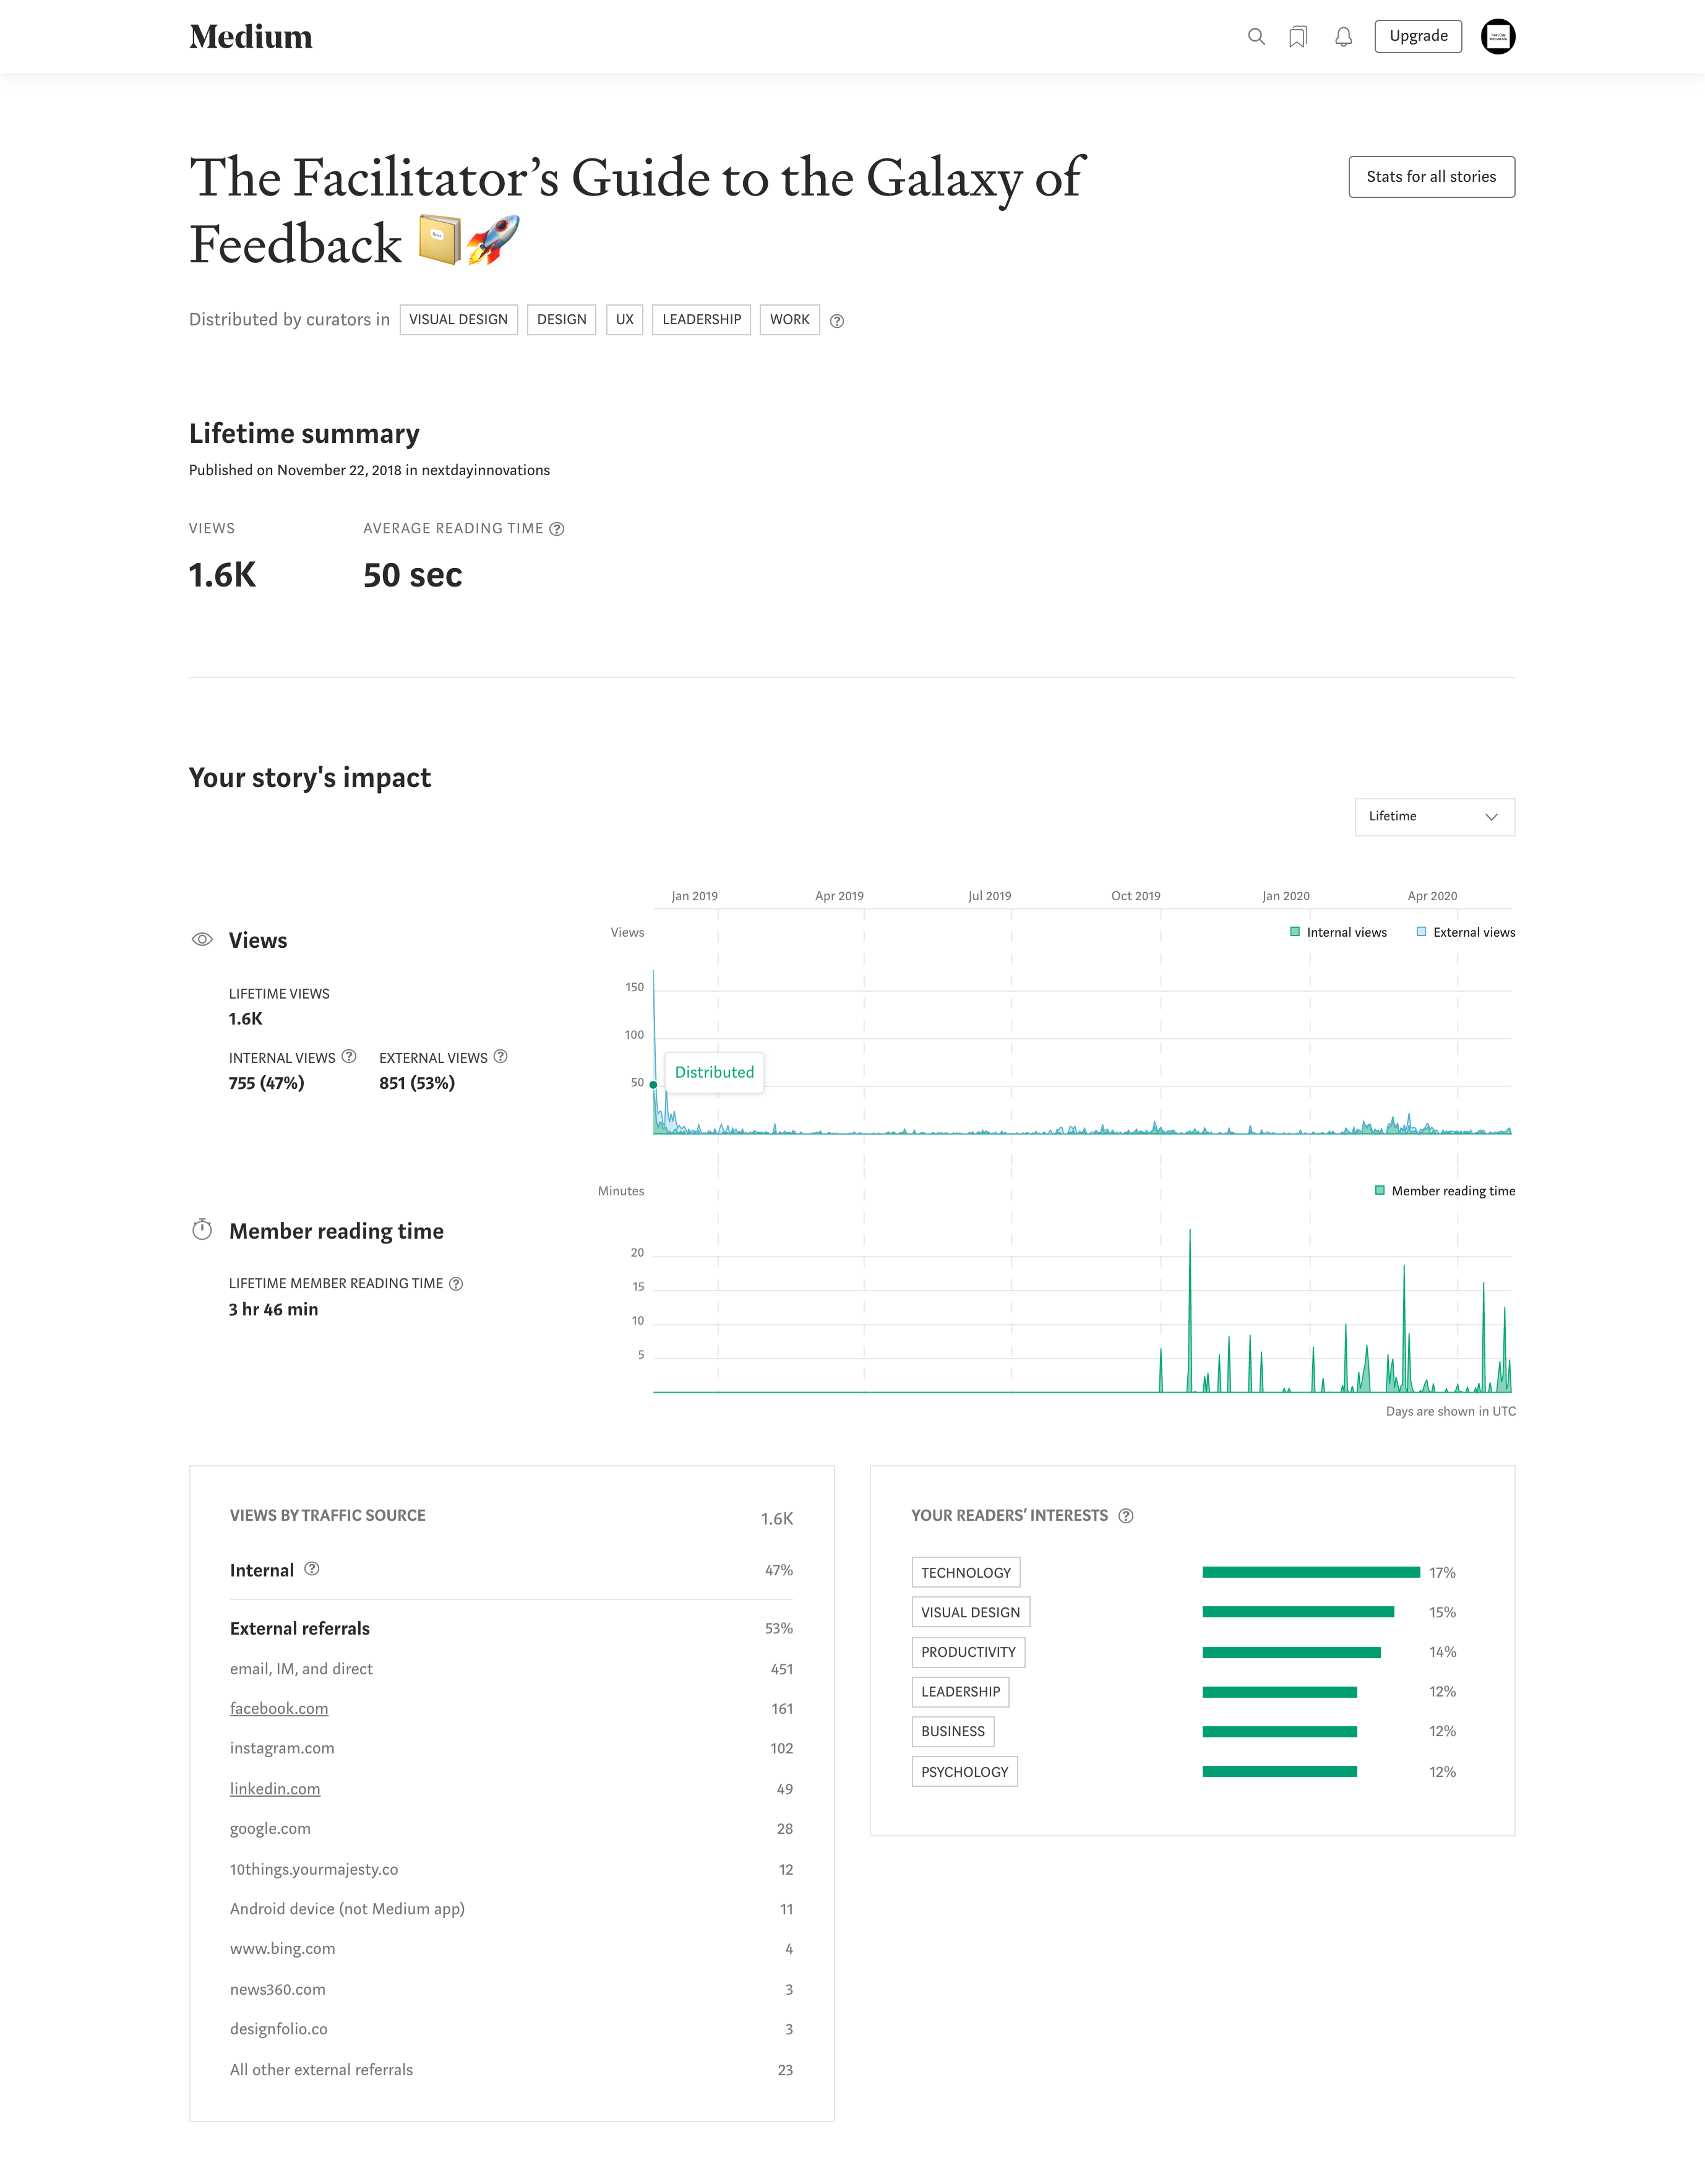 Medium
Upgrade
The Facilitator’s Guide to the Galaxy of
Feedback
Stats for all stories
Distributed by curators in VISUAL DESIGN DESIGN UX LEADERSHIP WORK
Lifetime summary
Published on November 22, 2018 in nextdayinnovations
VIEWS AVERAGE READING TIME
1.6K 50 sec
Your story's impact
Lifetime
Jan 2019 Apr 2019 Jul 2019 Oct 2019 Jan 2020 Apr 2020
Views
Views
Internal views External views
LIFETIME VIEWS
1.6K
INTERNAL VIEWS EXTERNAL VIEWS
755 (47%) 851 (53%)
150
100
50
Distributed
Minutes
Member reading time
Member reading time
LIFETIME MEMBER READING TIME
3 hr 46 min
20
15
10
5
Days are shown in UTC
VIEWS BY TRAFFIC SOURCE 1.6K
Internal 47%
External referrals 53%
email, IM, and direct 451
facebook.com 161
instagram.com 102
linkedin.com 49
google.com 28
10things.yourmajesty.co 12
Android device (not Medium app) 11
www.bing.com 4
news360.com 3
designfolio.co 3
All other external referrals 23
YOUR READERS’ INTERESTS
TECHNOLOGY 17%
VISUAL DESIGN 15%
PRODUCTIVITY 14%
LEADERSHIP 12%
BUSINESS 12%
PSYCHOLOGY 12%